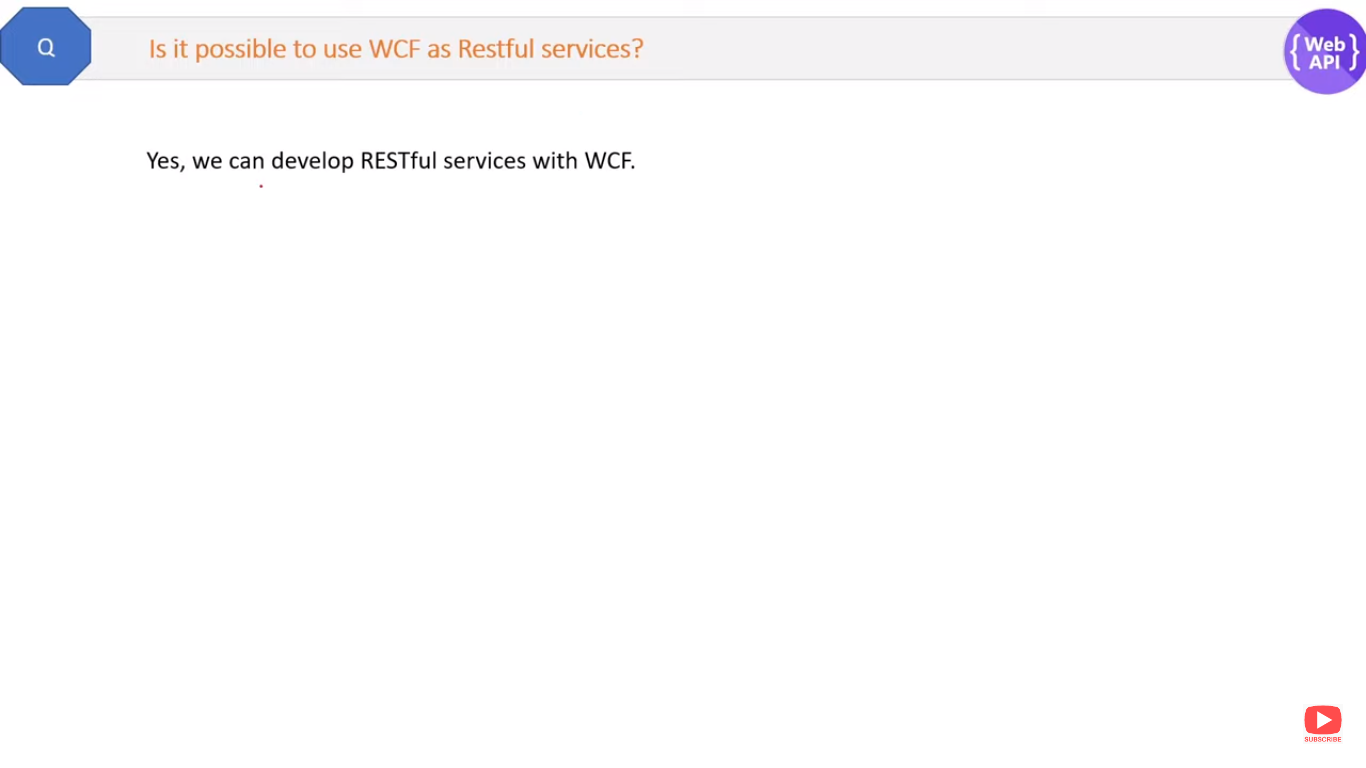 Q
Is it possible to use WCF as Restful services?
{Web
API}
Yes, we can develop RESTful services with WCF.
SUBSCRIBE